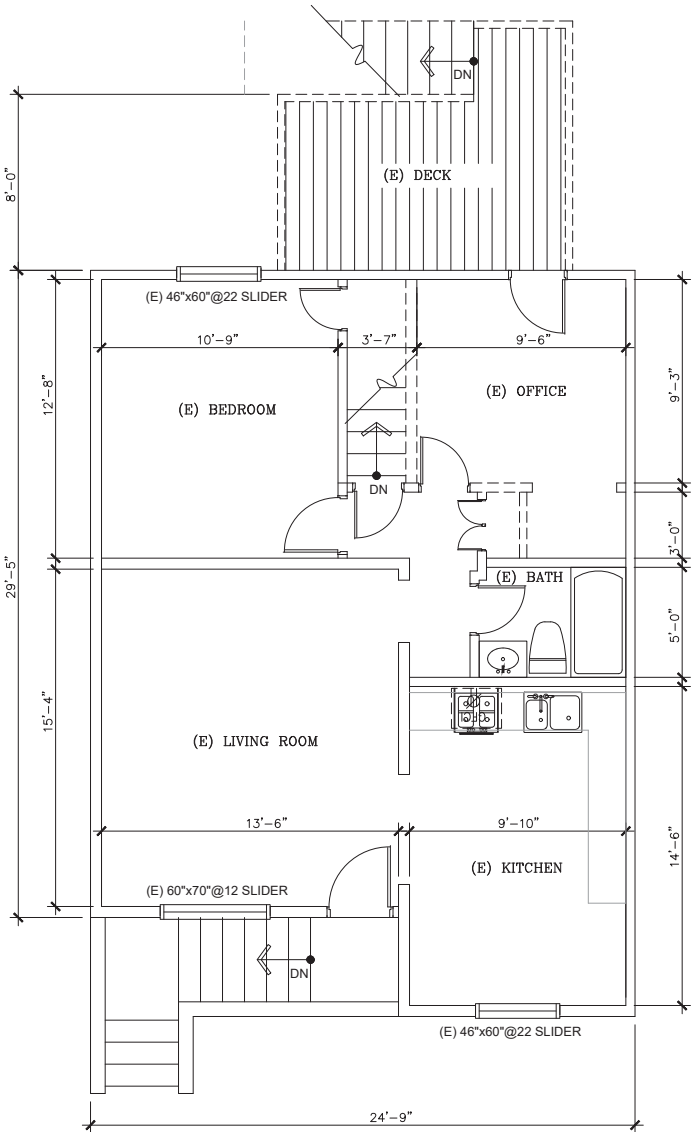 DN
(E) DECK
8'-0"
(E) 46"x60"@22 SLIDER
10'-9"
3'-7"
9'-6"
(E) OFFICE
9'-3"
12'-8"
(E) BEDROOM
DN
3'-0"
29'-5"
(E) BATH
5'-0"
15'-4"
(E) LIVING ROOM
13'-6"
9'-10"
14'-6"
(E) KITCHEN
(E) 60"x70"@12 SLIDER
DN
(E) 46"x60"@22 SLIDER
24'-9"